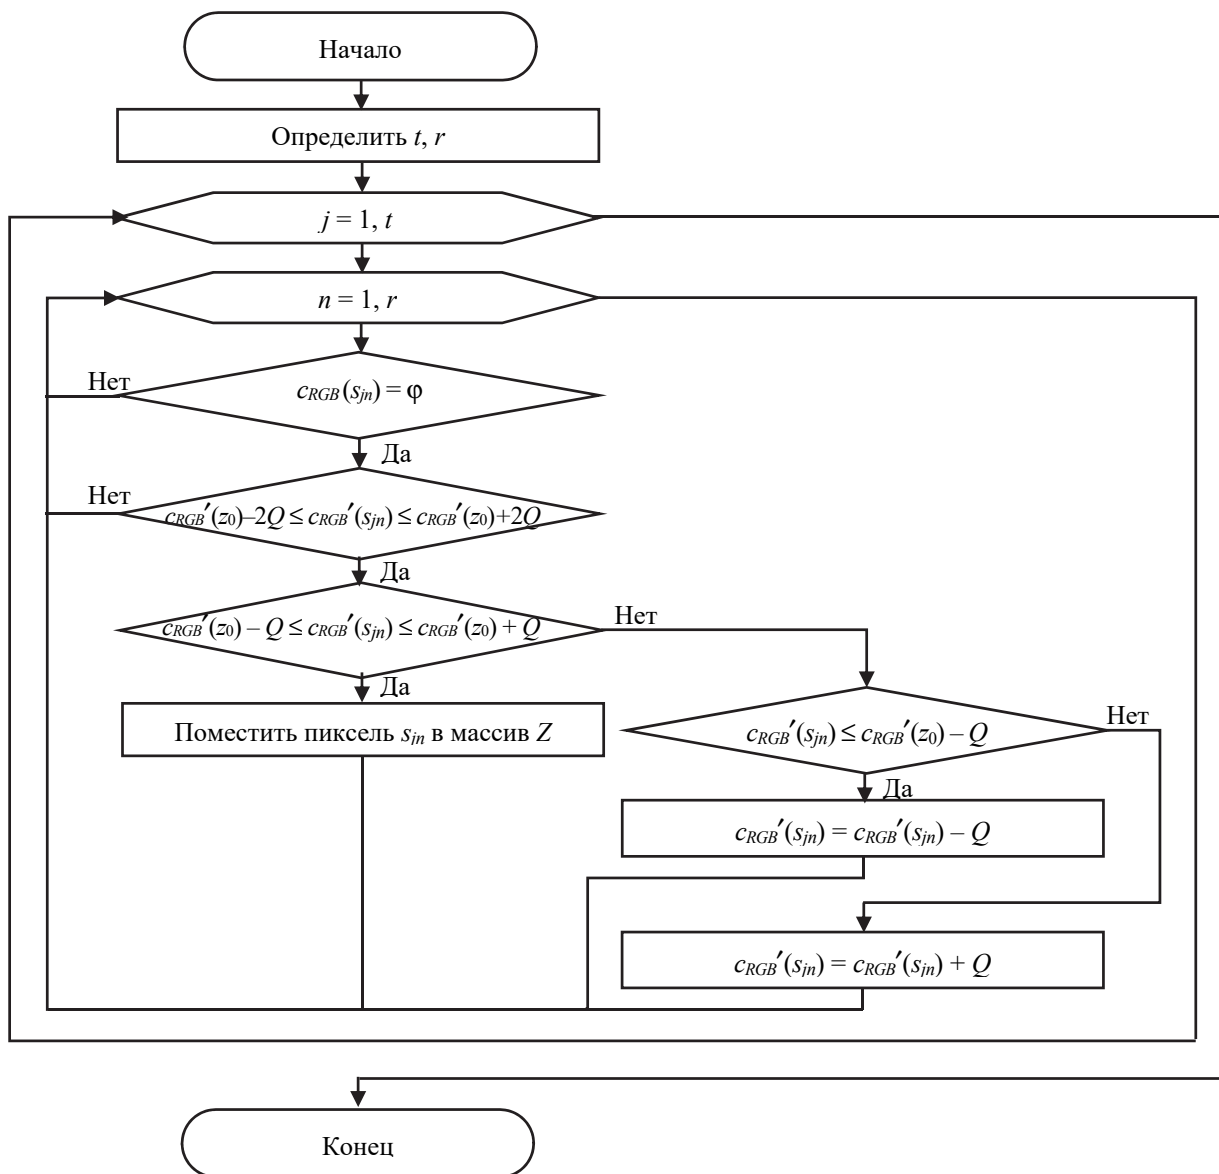 Начало
Определить t, r
j = 1, t
n = 1, r
Нет
cRGB(sjn) = φ
Да
Нет
cRGB′(z0)–2Q ≤ cRGB′(sjn) ≤ cRGB′(z0)+2Q
Да
cRGB′(z0) – Q ≤ cRGB′(sjn) ≤ cRGB′(z0) + Q
Нет
Да
Поместить пиксель sjn в массив Z
cRGB′(sjn) ≤ cRGB′(z0) – Q
Нет
Да
cRGB′(sjn) = cRGB′(sjn) – Q
cRGB′(sjn) = cRGB′(sjn) + Q
Конец